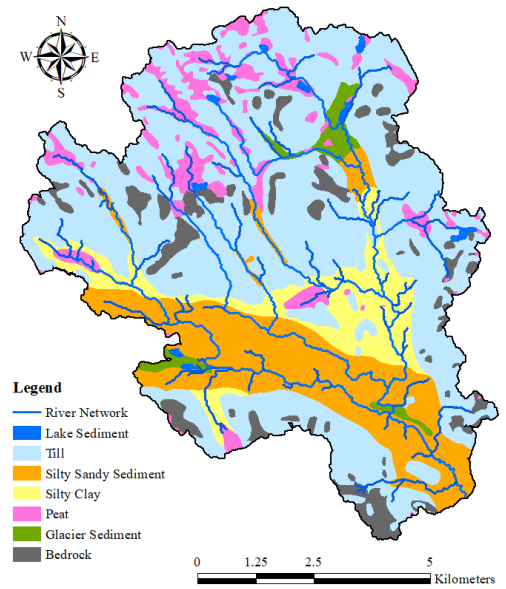 N
W E
S
Legend
River Network
Lake Sediment
Till
Silty Sandy Sediment
Silty Clay
Peat
Glacier Sediment
Bedrock
0 1.25 2.5 5
Kilometers